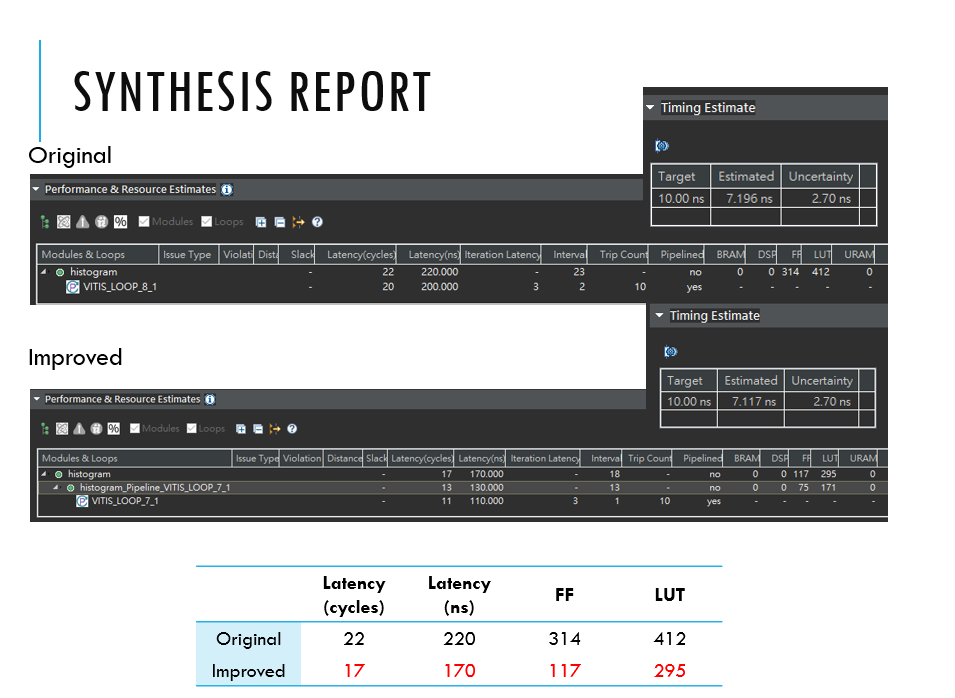 SYNTHESIS REPORT
Original
Timing Estimate
Target Estimated Uncertainty
10.00 ns 7.196 ns 2.70 ns
Performance & Resource Estimates
% Modules Loops
Modules & Loops Issue Type Violati Dista Slack Latency(cycles) Latency(ns) Iteration Latency Interval Trip Count Pipelined BRAM DSP FF LUT URAM
histogram - 22 220.000 - 23 - no 0 0 314 412 0
VITIS_LOOP_8_1 - 20 200.000 3 2 10 yes - - - - -
Improved
Timing Estimate
Target Estimated Uncertainty
10.00 ns 7.117 ns 2.70 ns
Performance & Resource Estimates
% Modules Loops
Modules & Loops Issue Type Violation Distance Slack Latency(cycles) Latency(ns) Iteration Latency Interval Trip Count Pipelined BRAM DSP FF LUT URAM
histogram - 17 170.000 - 18 - no 0 0 117 295 0
histogram_Pipeline_VITIS_LOOP_7_1 - 13 130.000 - 13 - no 0 0 75 171 0
VITIS_LOOP_7_1 - 11 110.000 3 1 10 yes - - - - -
Latency (cycles) Latency (ns) FF LUT
Original 22 220 314 412
Improved 17 170 117 295